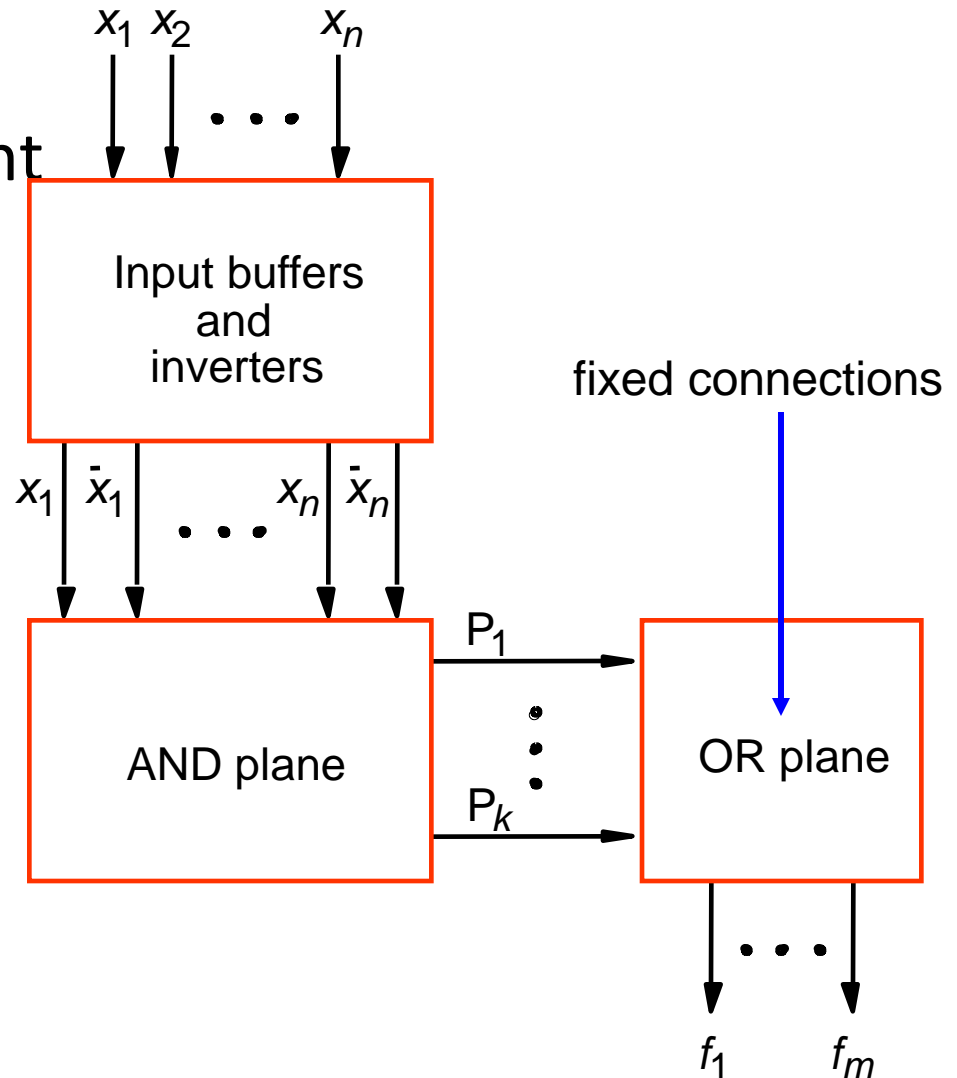 x1 x2 ... xn
nt
Input buffers
and
inverters
fixed connections
x1 x̄1 ... xn x̄n
P1
AND plane
OR plane
Pk
f1 ... fm